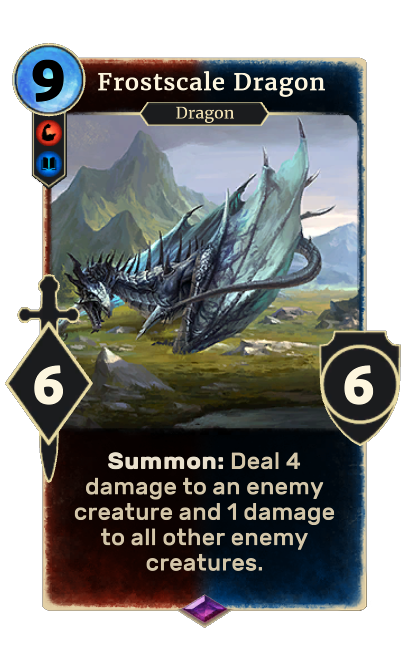 9
Frostscale Dragon
Dragon
6
6
Summon: Deal 4
damage to an enemy
creature and 1 damage
to all other enemy
creatures.